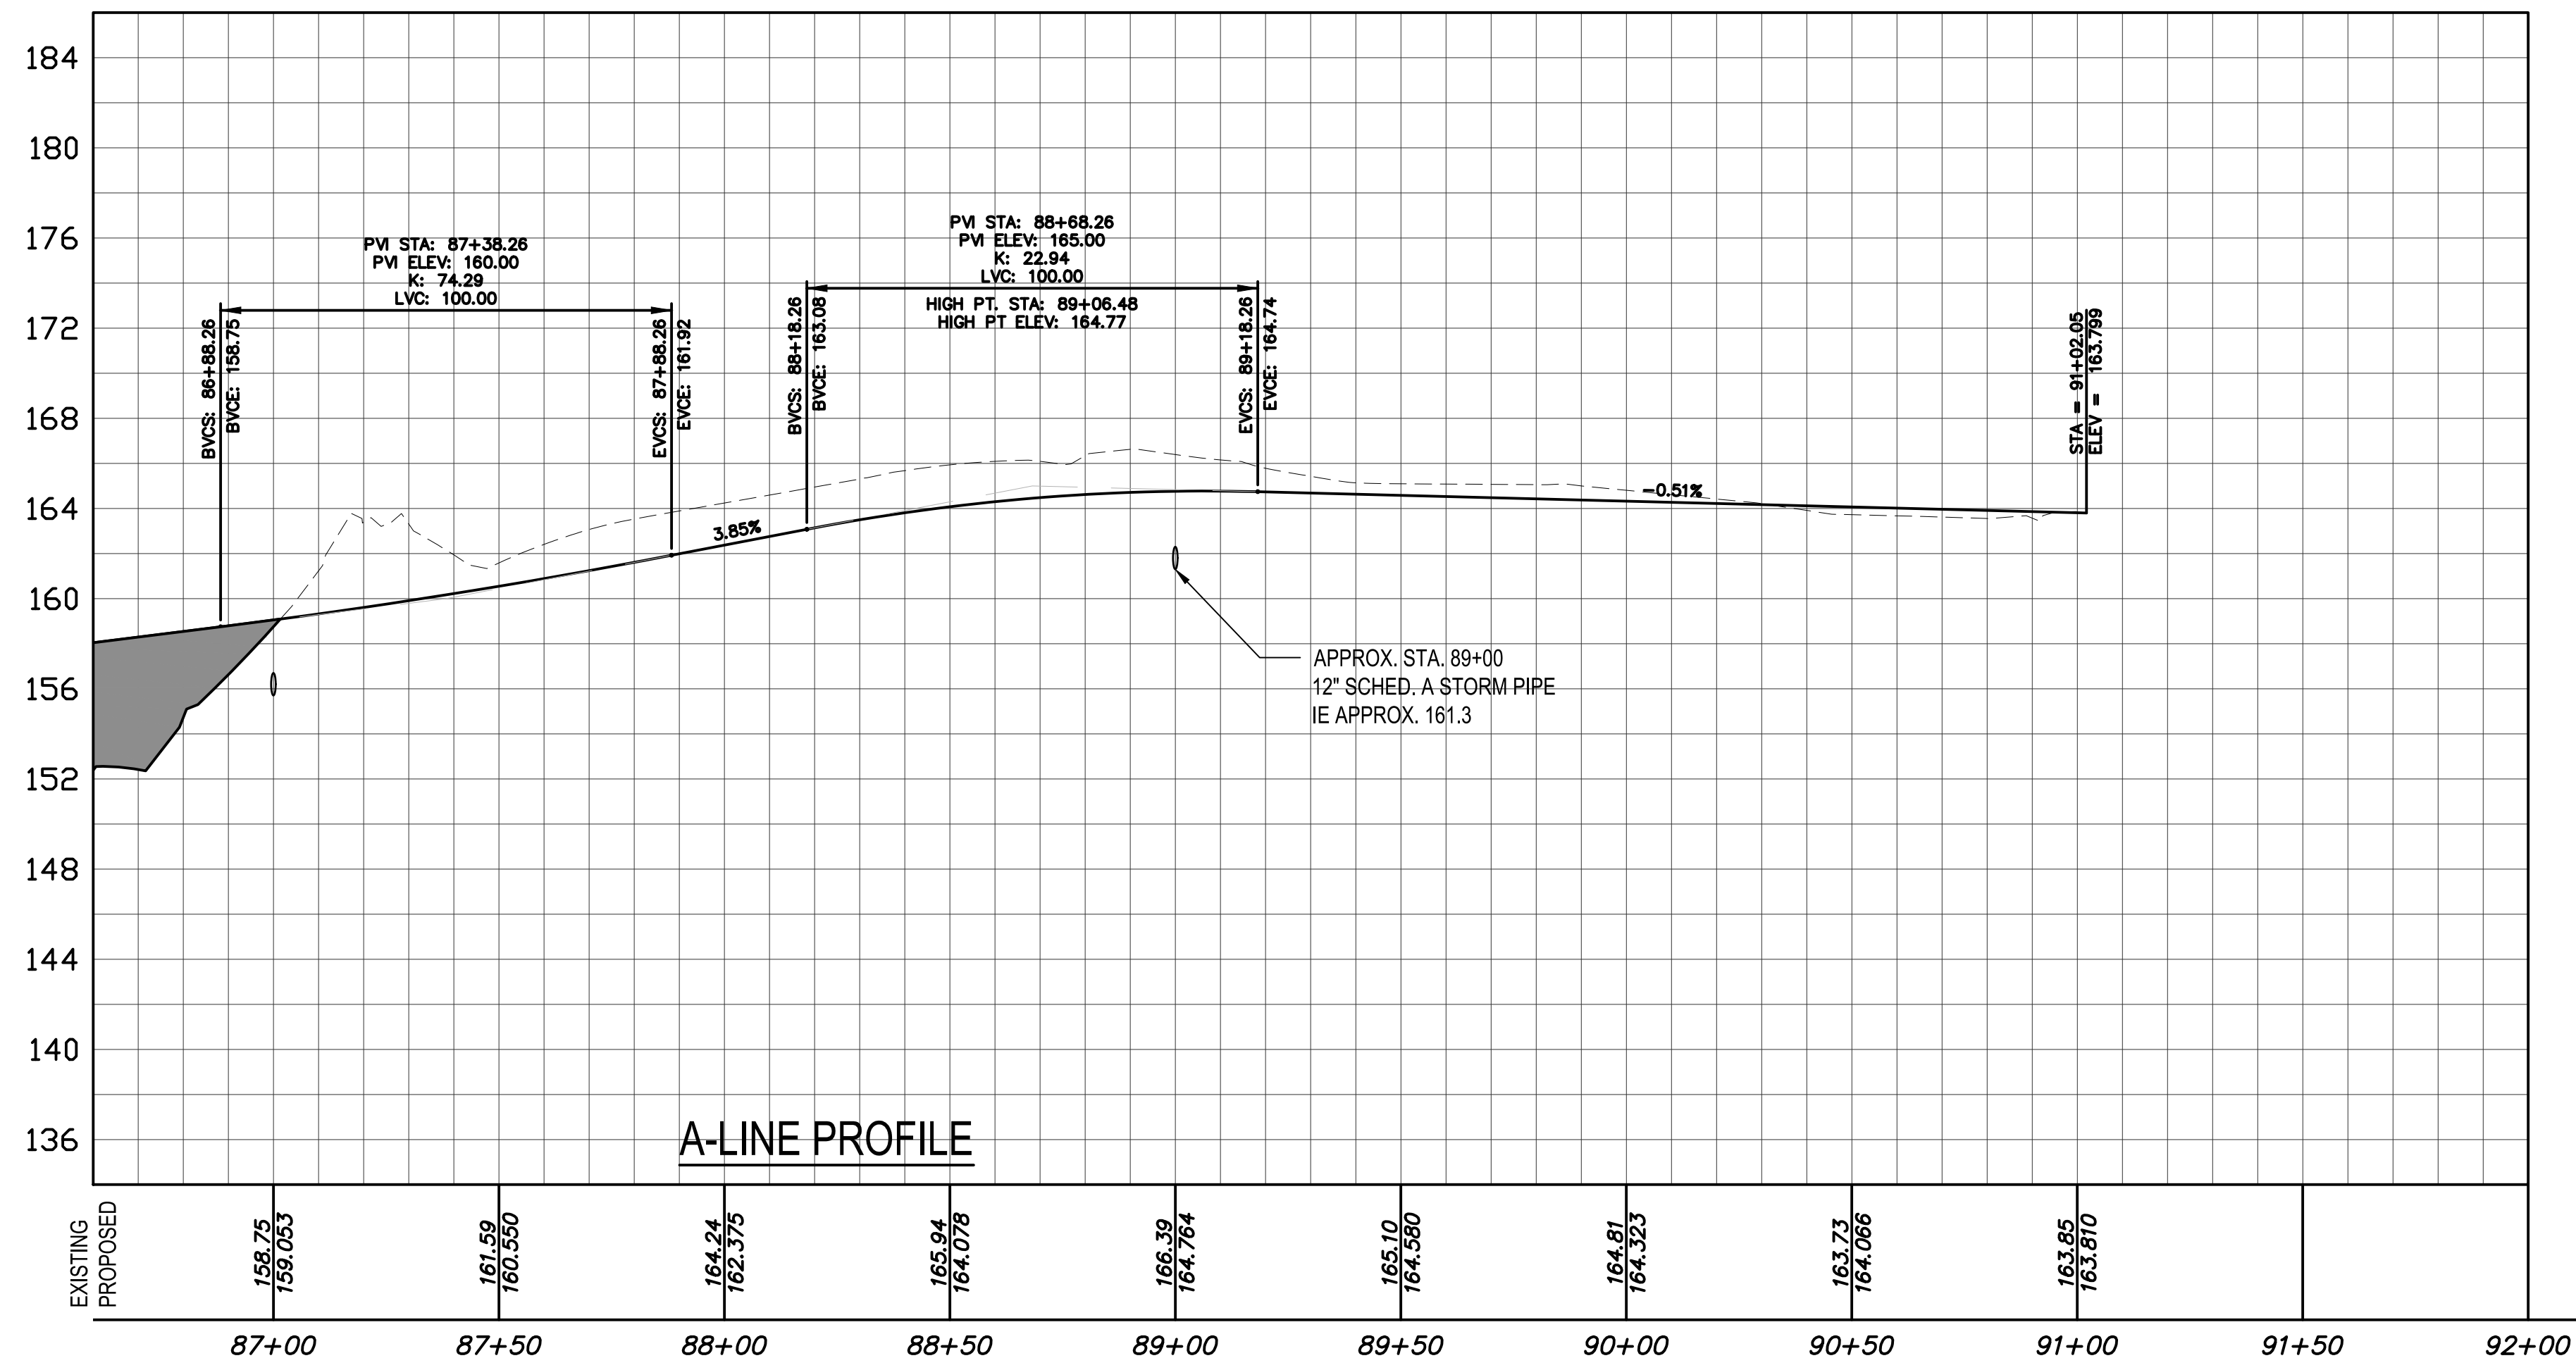 184
180
176
172
168
164
160
156
152
148
144
140
136
PVI STA: 87+38.26
PVI ELEV: 160.00
K: 74.29
LVC: 100.00
BVCS: 86+88.26
BVCE: 158.75
EVCS: 87+88.26
EVCE: 161.92
PVI STA: 88+68.26
PVI ELEV: 165.00
K: 22.94
LVC: 100.00
HIGH PT. STA: 89+06.48
HIGH PT ELEV: 164.77
BVCS: 88+18.26
BVCE: 163.08
EVCS: 89+18.26
EVCE: 164.74
STA = 91+02.05
ELEV = 163.799
3.85%
-0.51%
APPROX. STA. 89+00
12" SCHED. A STORM PIPE
IE APPROX. 161.3
A-LINE PROFILE
EXISTING
PROPOSED
158.75
159.053
161.59
160.550
164.24
162.375
165.94
164.078
166.39
164.764
165.10
164.580
164.81
164.323
163.73
164.066
163.85
163.810
87+00
87+50
88+00
88+50
89+00
89+50
90+00
90+50
91+00
91+50
92+00